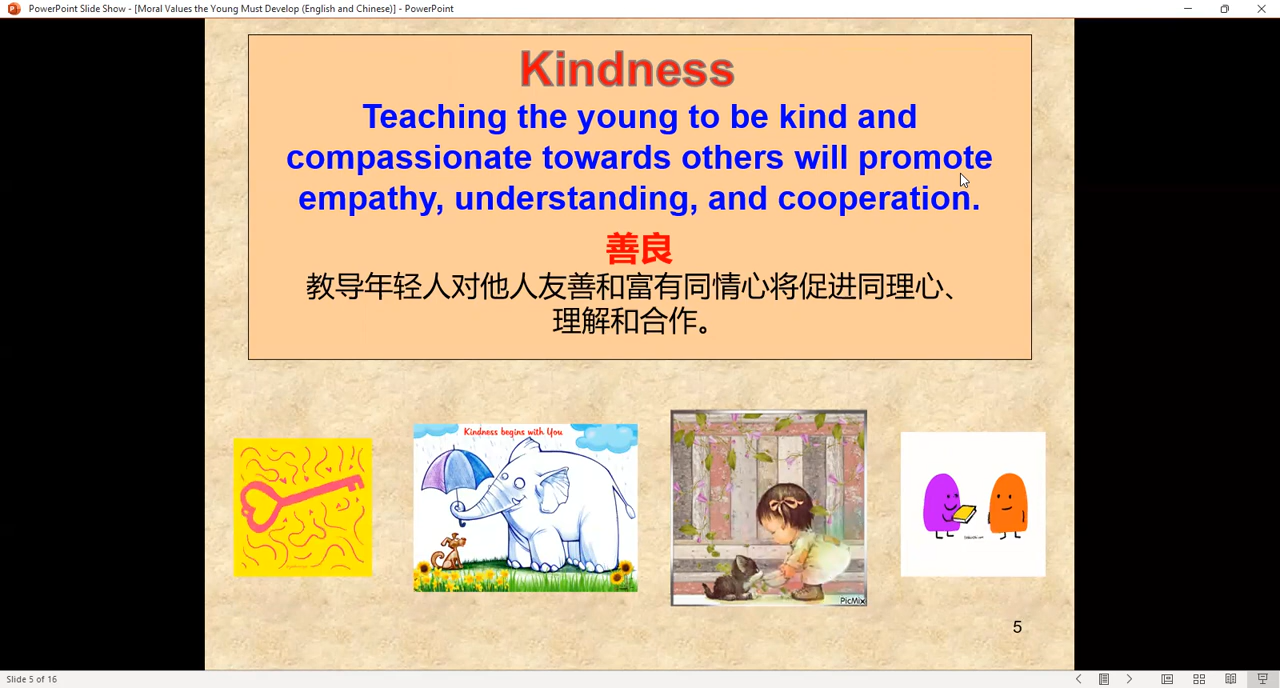 PowerPoint Slide Show - [Moral Values the Young Must Develop (English and Chinese)] - PowerPoint
Kindness
Teaching the young to be kind and
compassionate towards others will promote
empathy, understanding, and cooperation.
善良
教导年轻人对他人友善和富有同情心将促进同理心、
理解和合作。
Kindness begins with You
PicMix
5
Slide 5 of 16